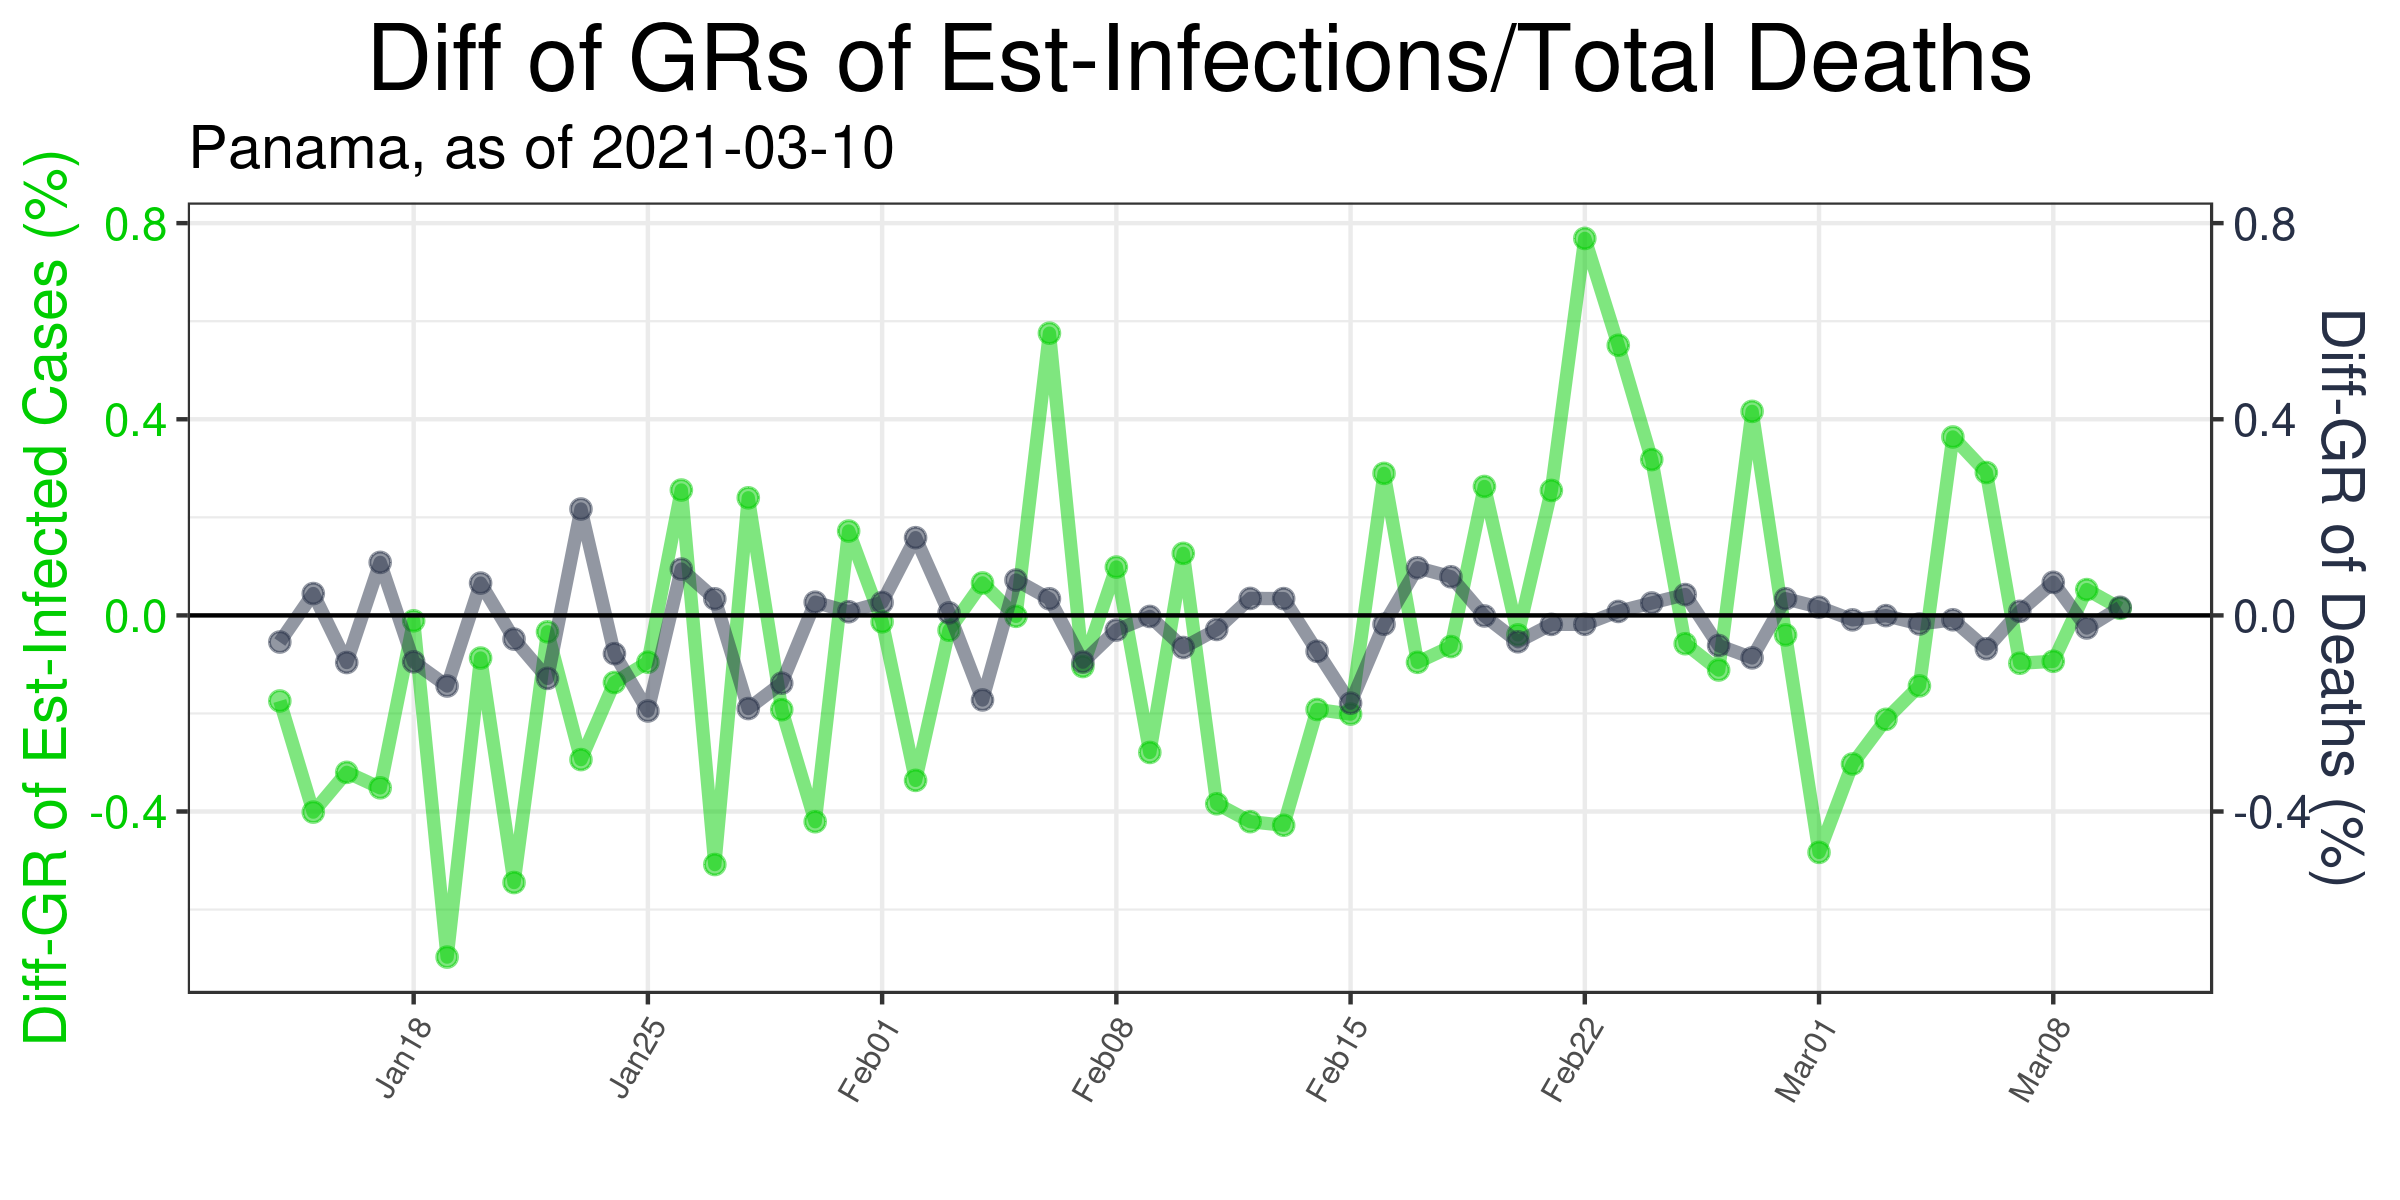 Diff of GRs of Est-Infections/Total Deaths
Panama, as of 2021-03-10
Diff-GR of Est-Infected Cases (%)
0.8
0.4
0.0
-0.4
0.8
0.4
0.0
-0.4
Diff-GR of Deaths (%)
Jan18
Jan25
Feb01
Feb08
Feb15
Feb22
Mar01
Mar08